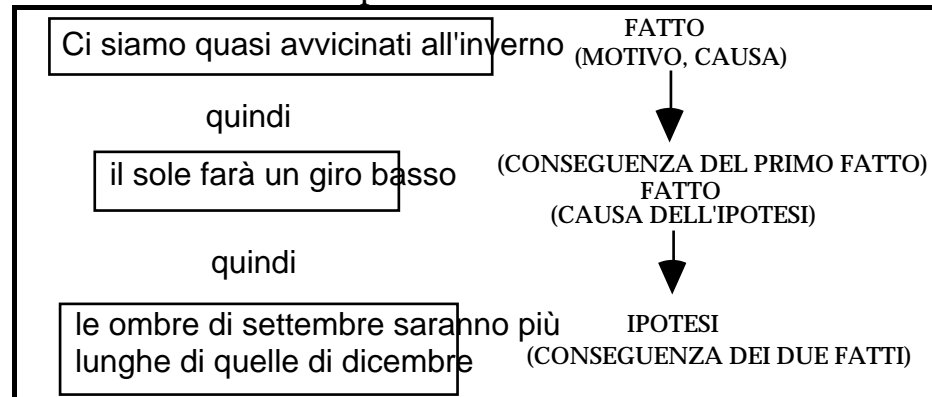 Ci siamo quasi avvicinati all'inverno
FATTO
(MOTIVO, CAUSA)
quindi
il sole farà un giro basso
(CONSEGUENZA DEL PRIMO FATTO)
FATTO
(CAUSA DELL'IPOTESI)
quindi
le ombre di settembre saranno più
lunghe di quelle di dicembre
IPOTESI
(CONSEGUENZA DEI DUE FATTI)